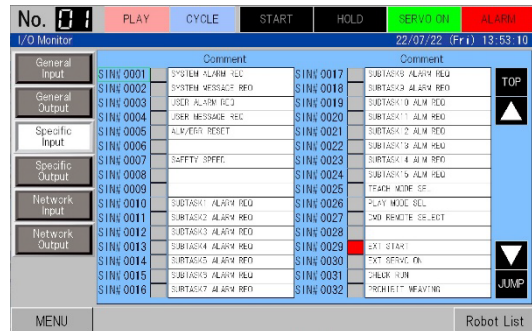 No. 01 PLAY CYCLE START HOLD SERVO ON ALARM
I/O Monitor 22/07/22 (Fri) 13:53:10
General Input
General Output
Specific Input
Specific Output
Network Input
Network Output
Comment
SIN# 0001 SYSTEM ALARM REQ
SIN# 0002 SYSTEM MESSAGE REQ
SIN# 0003 USER ALARM REQ
SIN# 0004 USER MESSAGE REQ
SIN# 0005 ALM/ERR RESET
SIN# 0006
SIN# 0007 SAFETY SPEED
SIN# 0008
SIN# 0009
SIN# 0010 SUBTASK1 ALARM REQ
SIN# 0011 SUBTASK2 ALARM REQ
SIN# 0012 SUBTASK3 ALARM REQ
SIN# 0013 SUBTASK4 ALARM REQ
SIN# 0014 SUBTASK5 ALARM REQ
SIN# 0015 SUBTASK6 ALARM REQ
SIN# 0016 SUBTASK7 ALARM REQ
Comment
SIN# 0017 SUBTASK8 ALARM REQ
SIN# 0018 SUBTASK9 ALARM REQ
SIN# 0019 SUBTASK10 ALM REQ
SIN# 0020 SUBTASK11 ALM REQ
SIN# 0021 SUBTASK12 ALM REQ
SIN# 0022 SUBTASK13 ALM REQ
SIN# 0023 SUBTASK14 ALM REQ
SIN# 0024 SUBTASK15 ALM REQ
SIN# 0025 TEACH MODE SEL
SIN# 0026 PLAY MODE SEL
SIN# 0027 CMD REMOTE SELECT
SIN# 0028
SIN# 0029 EXT START
SIN# 0030 EXT SERVO ON
SIN# 0031 CHECK RUN
SIN# 0032 PROHIBIT WEAVING
TOP
JUMP
MENU Robot List